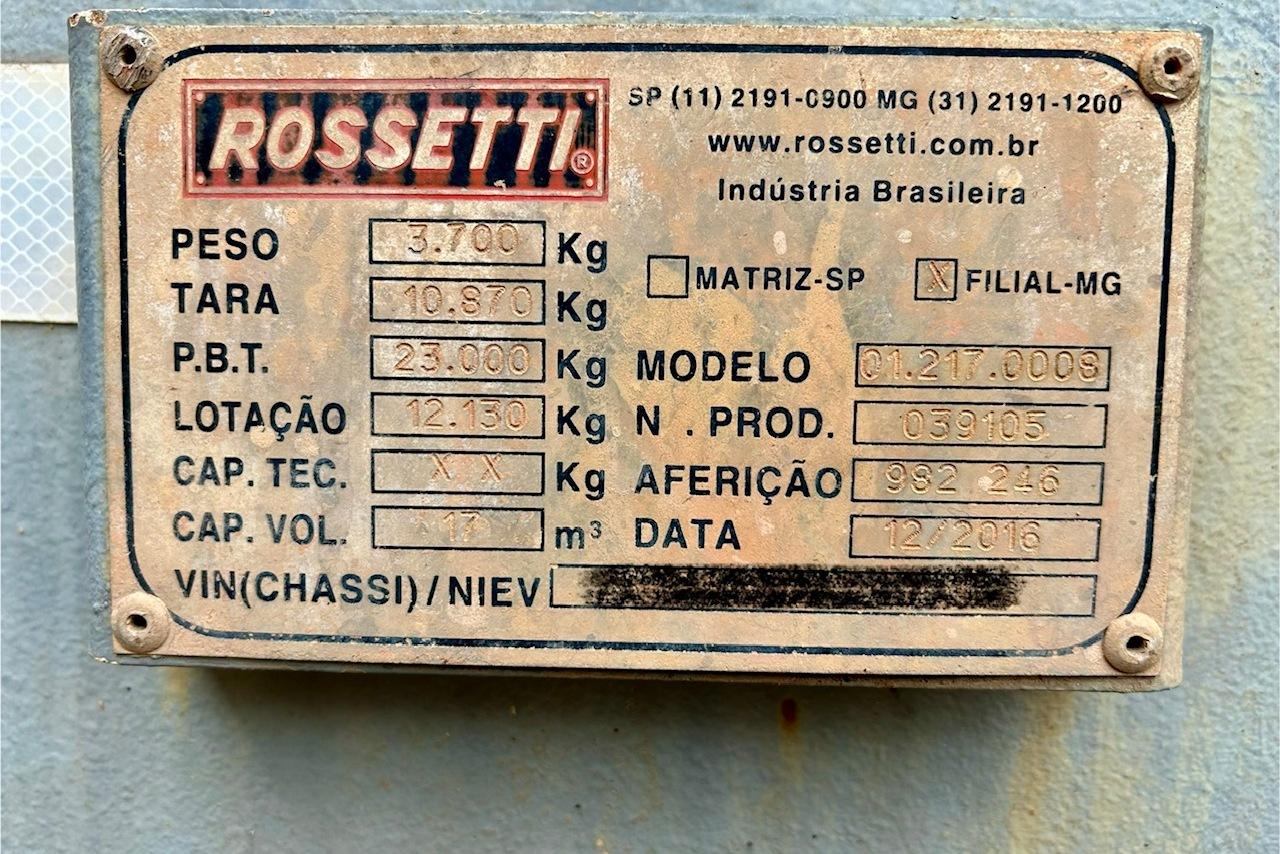 ROSSETTI®
SP (11) 2191-0900 MG (31) 2191-1200
www.rossetti.com.br
Indústria Brasileira
PESO 3.700 Kg
TARA 10.870 Kg
P.B.T. 23.000 Kg
LOTAÇÃO 12.130 Kg
CAP. TEC. X X Kg
CAP. VOL. 17 m³
MATRIZ-SP X FILIAL-MG
MODELO 01.217.0008
N . PROD. 039105
AFERIÇÃO 982 246
DATA 12/2016
VIN(CHASSI)/NIEV